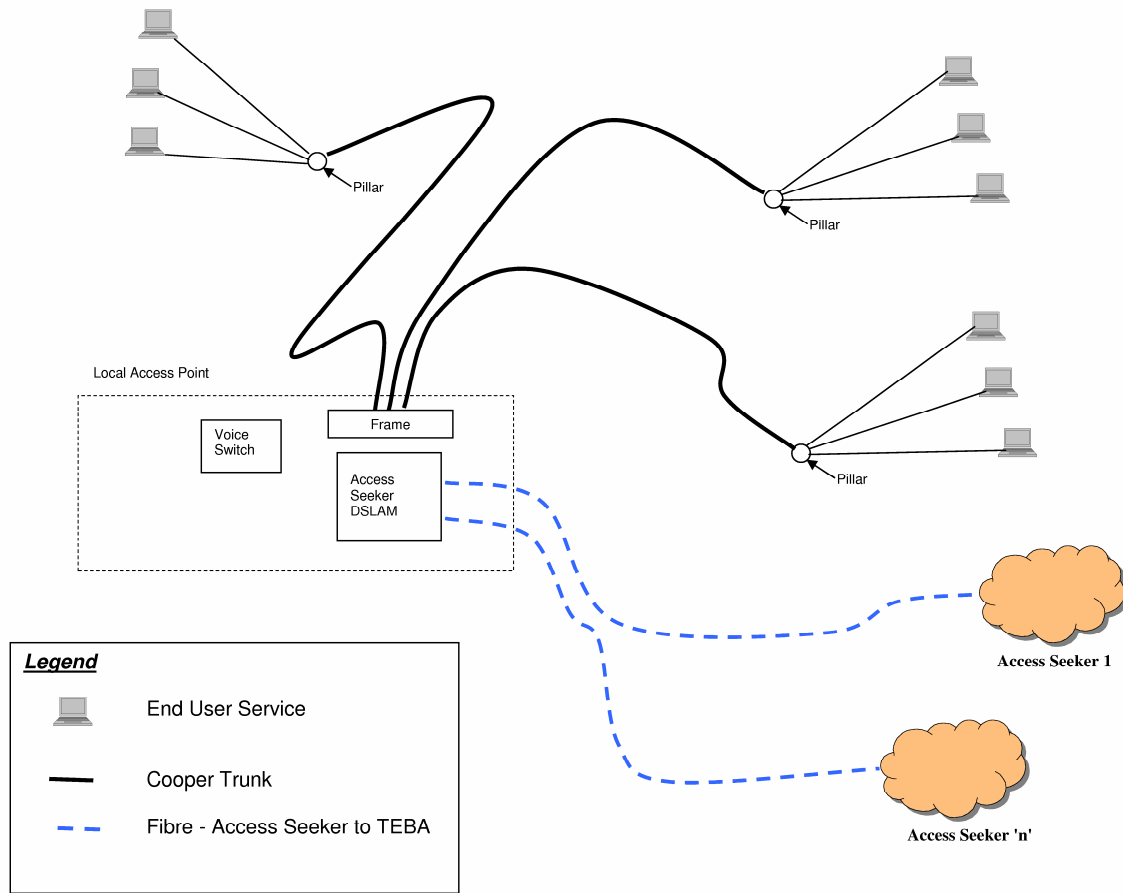 Pillar
Pillar
Local Access Point
Voice
Switch
Frame
Access
Seeker
DSLAM
Pillar
Access Seeker 1
Access Seeker 'n'
Legend
End User Service
Cooper Trunk
Fibre - Access Seeker to TEBA